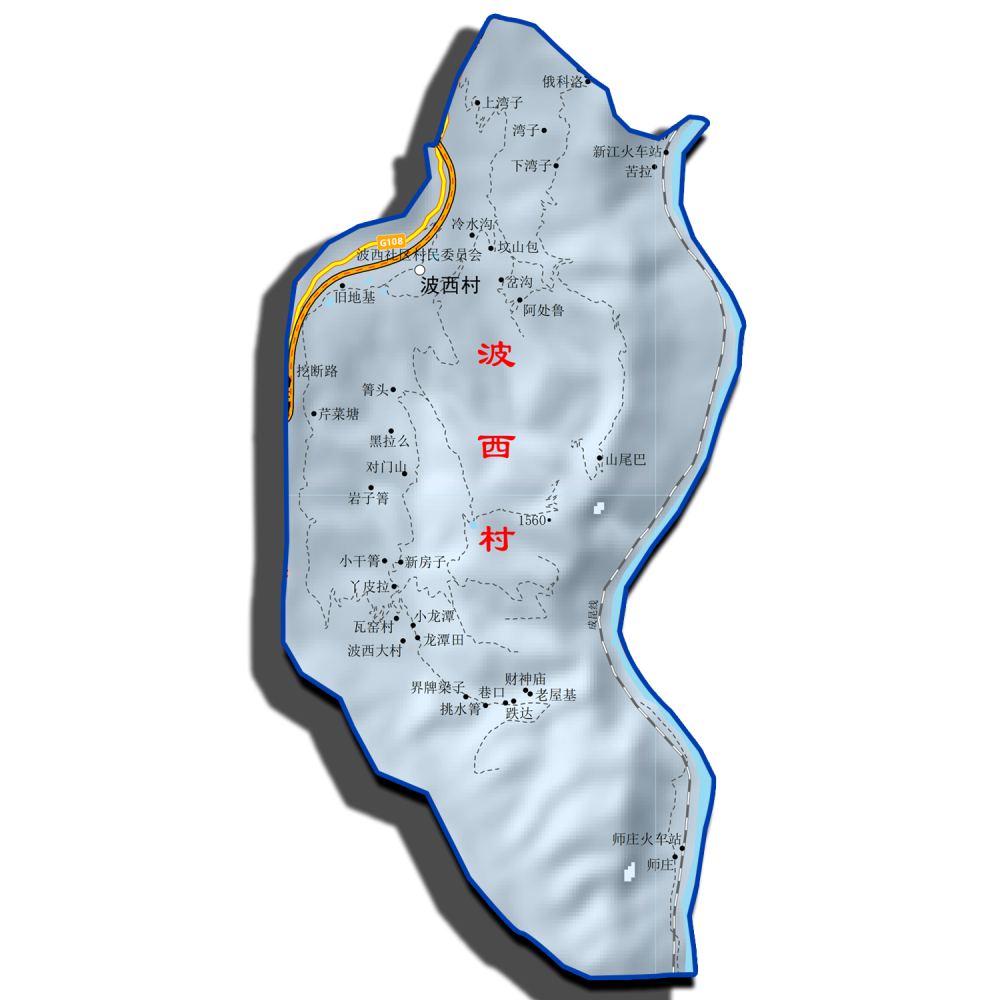 俄科洛
上湾子
湾子
新江火车站
下湾子
苦拉
冷水沟
G108
坟山包
波西社区村民委员会
波西村
岔沟
旧地基
阿处鲁
波
挖断路
箐头
芹菜塘
黑拉么
西
山尾巴
对门山
岩子箐
1560
村
小干箐
新房子
丫皮拉
成昆线
小龙潭
瓦窑村
龙潭田
波西大村
财神庙
界牌梁子
巷口
老屋基
挑水箐
跌达
师庄火车站
师庄